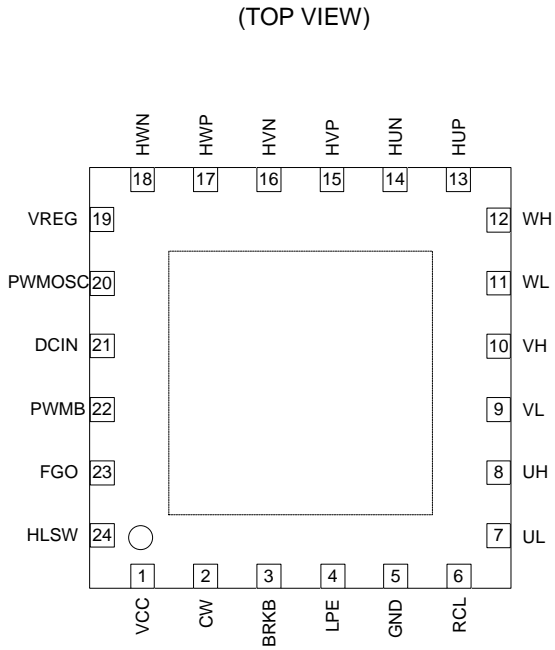 (TOP VIEW)
HWN HWP HVN HVP HUN HUP
18 17 16 15 14 13
VREG 19 12 WH
PWMOSC 20 11 WL
DCIN 21 10 VH
PWMB 22 9 VL
FGO 23 8 UH
HLSW 24 7 UL
1 2 3 4 5 6
VCC CW BRKB LPE GND RCL